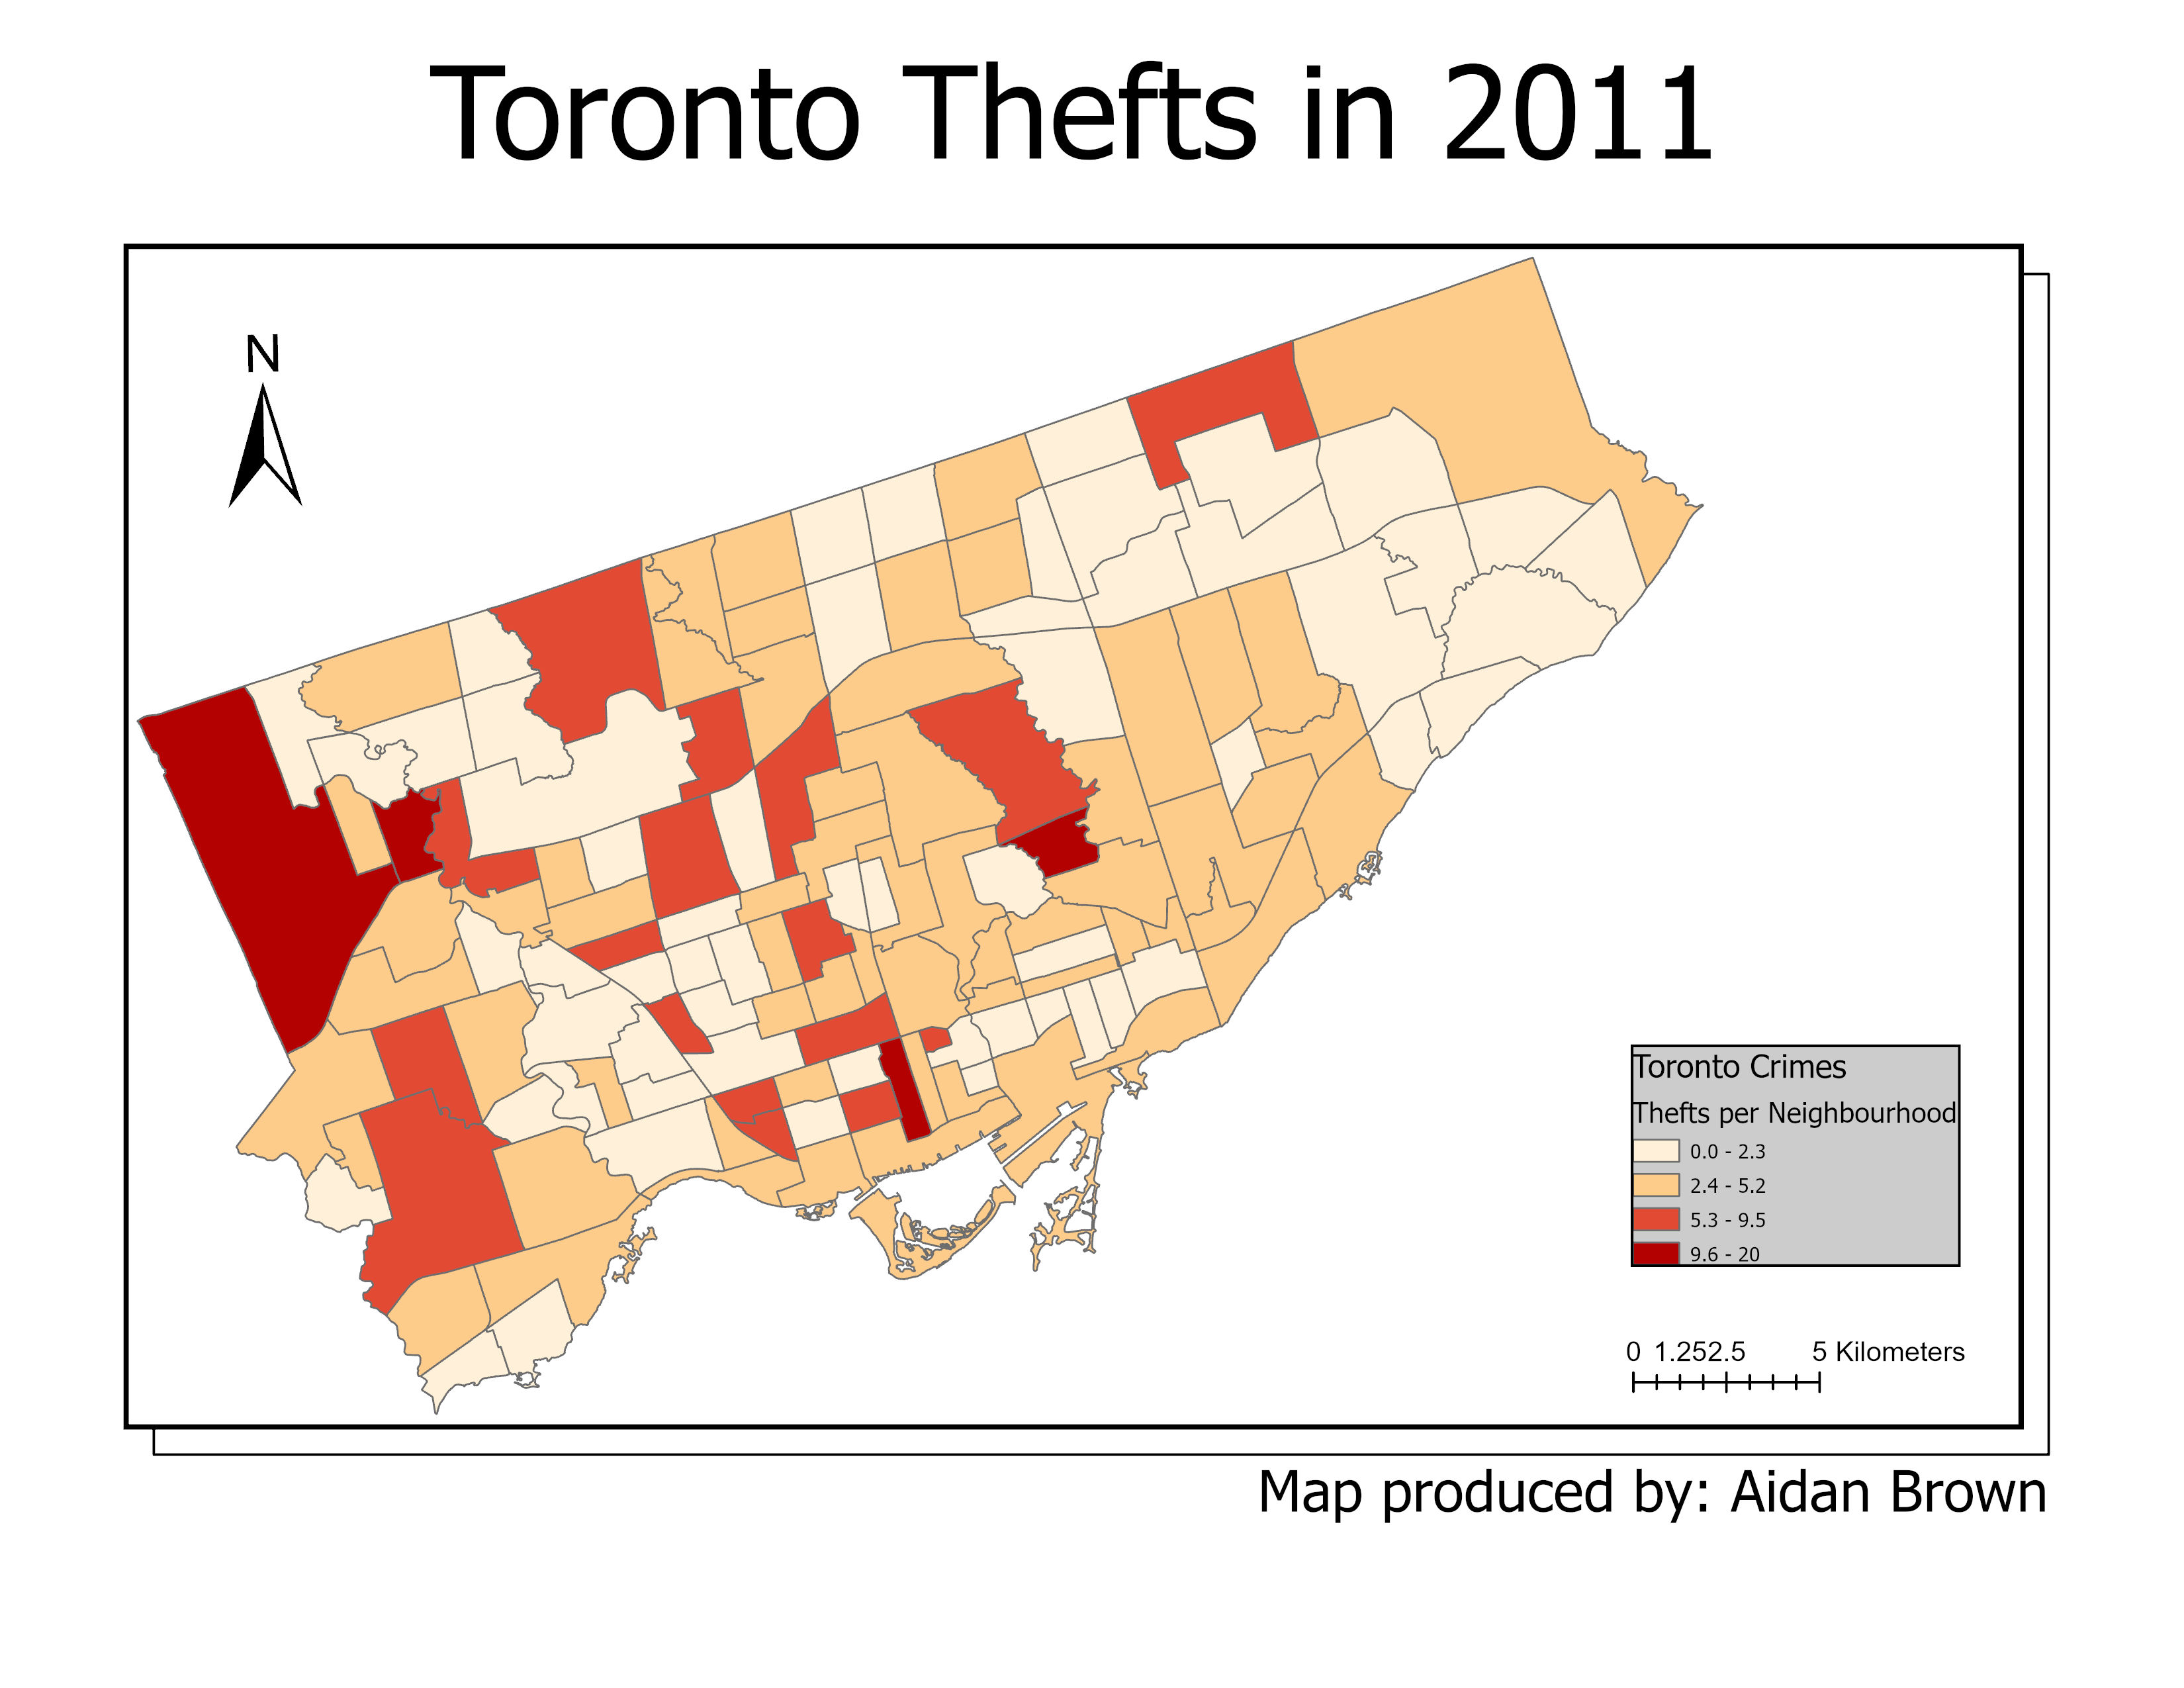 Toronto Thefts in 2011
N
Toronto Crimes
Thefts per Neighbourhood
0.0 - 2.3
2.4 - 5.2
5.3 - 9.5
9.6 - 20
0 1.252.5 5 Kilometers
Map produced by: Aidan Brown